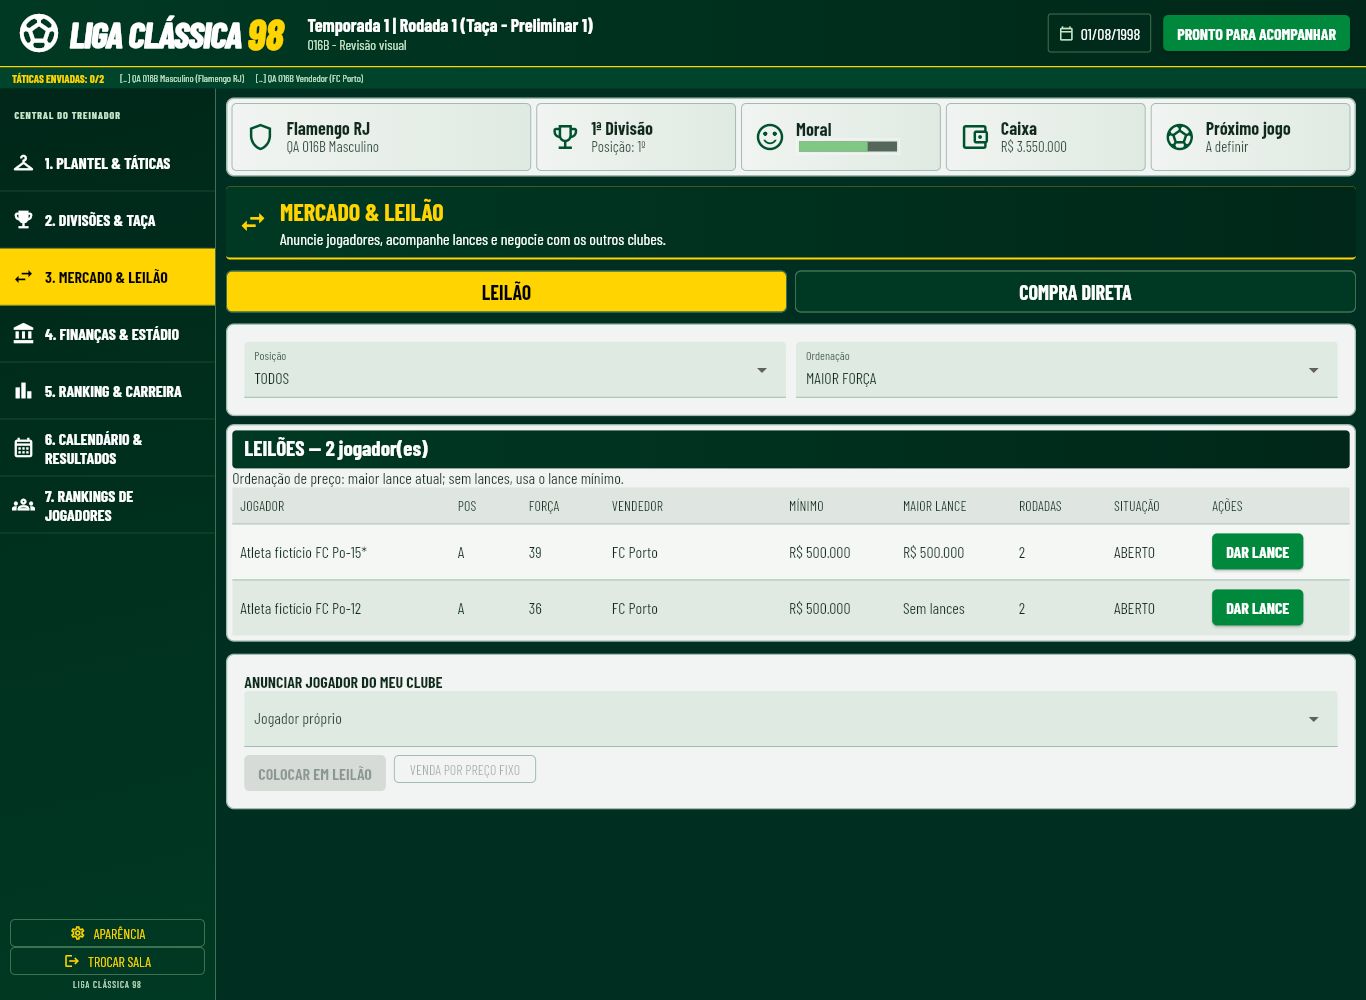 LIGA CLÁSSICA 98
Temporada 1 | Rodada 1 (Taça - Preliminar 1)
016B - Revisão visual
01/08/1998
PRONTO PARA ACOMPANHAR
TÁTICAS ENVIADAS: 0/2
[..] QA 016B Masculino (Flamengo RJ)
[..] QA 016B Vendedor (FC Porto)
CENTRAL DO TREINADOR
1. PLANTEL & TÁTICAS
2. DIVISÕES & TAÇA
3. MERCADO & LEILÃO
4. FINANÇAS & ESTÁDIO
5. RANKING & CARREIRA
6. CALENDÁRIO &
RESULTADOS
7. RANKINGS DE
JOGADORES
APARÊNCIA
TROCAR SALA
LIGA CLÁSSICA 98
Flamengo RJ
QA 016B Masculino
1ª Divisão
Posição: 1º
Moral
Caixa
R$ 3.550.000
Próximo jogo
A definir
MERCADO & LEILÃO
Anuncie jogadores, acompanhe lances e negocie com os outros clubes.
LEILÃO
COMPRA DIRETA
Posição
TODOS
Ordenação
MAIOR FORÇA
LEILÕES — 2 jogador(es)
Ordenação de preço: maior lance atual; sem lances, usa o lance mínimo.
JOGADOR POS FORÇA VENDEDOR MÍNIMO MAIOR LANCE RODADAS SITUAÇÃO AÇÕES
Atleta fictício FC Po-15* A 39 FC Porto R$ 500.000 R$ 500.000 2 ABERTO DAR LANCE
Atleta fictício FC Po-12 A 36 FC Porto R$ 500.000 Sem lances 2 ABERTO DAR LANCE
ANUNCIAR JOGADOR DO MEU CLUBE
Jogador próprio
COLOCAR EM LEILÃO
VENDA POR PREÇO FIXO